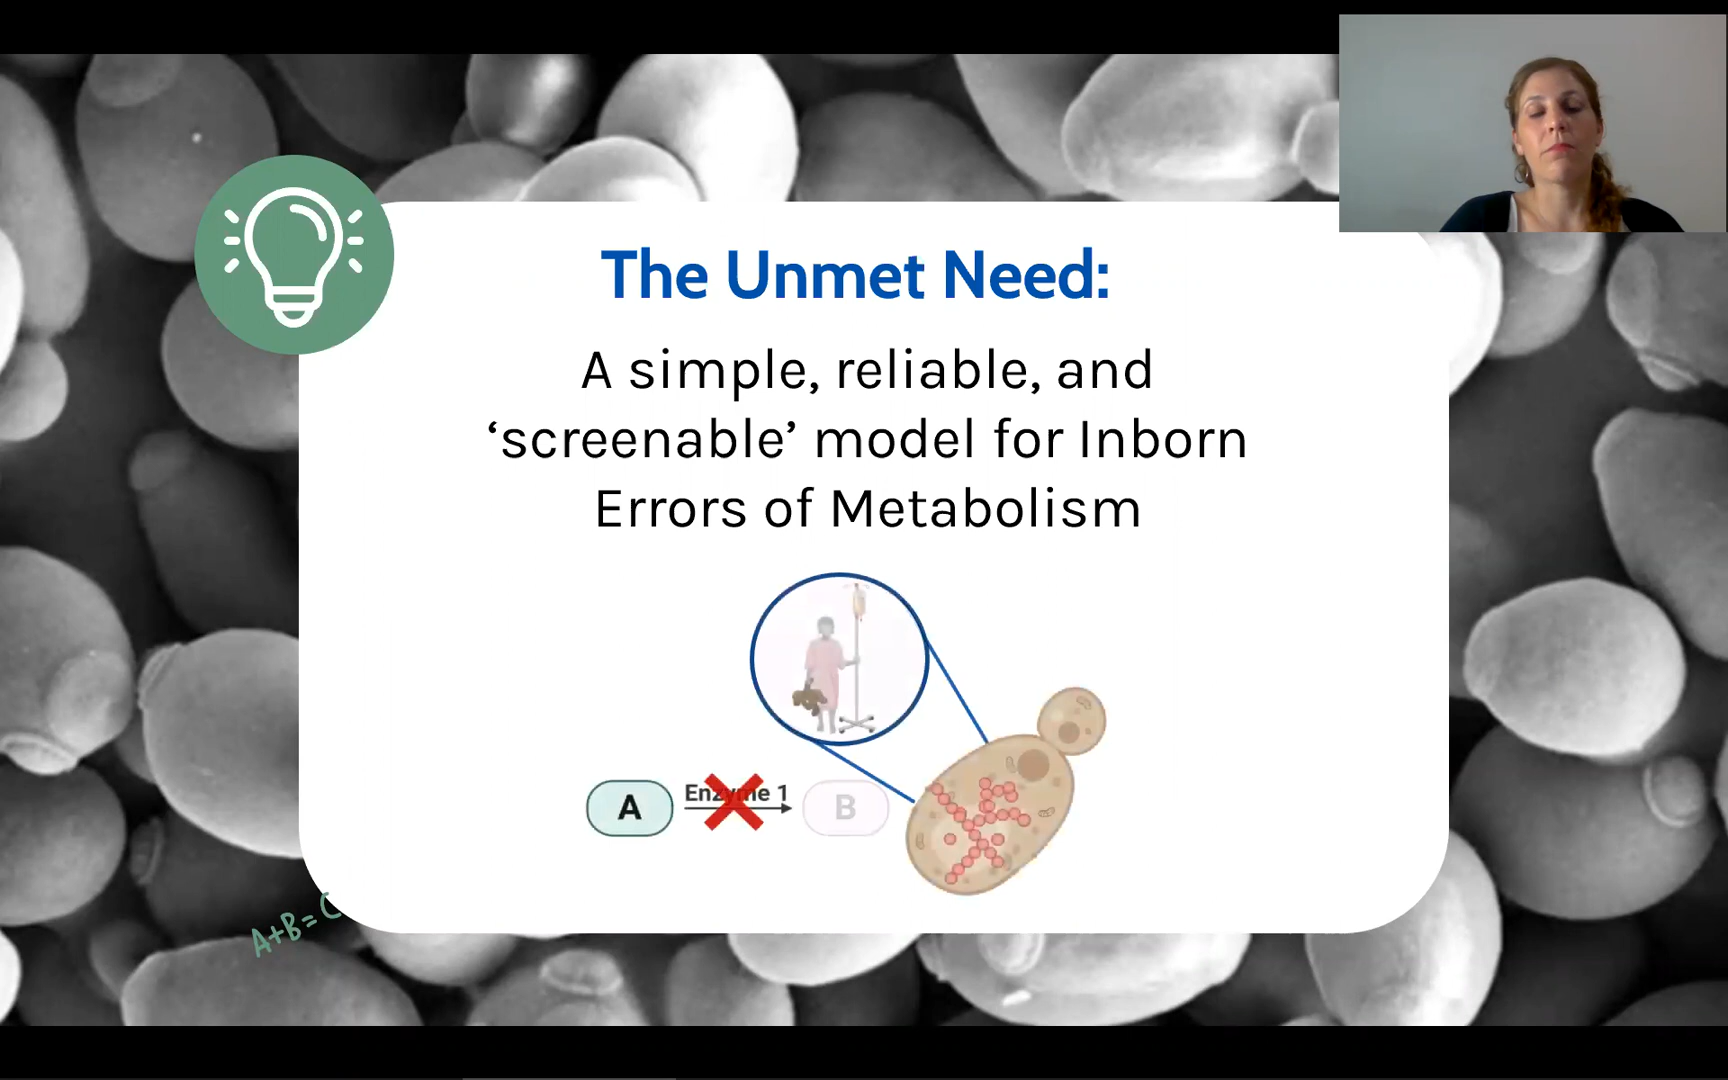 The Unmet Need:
A simple, reliable, and
‘screenable’ model for Inborn
Errors of Metabolism
A
Enzyme 1
B
A+B=C